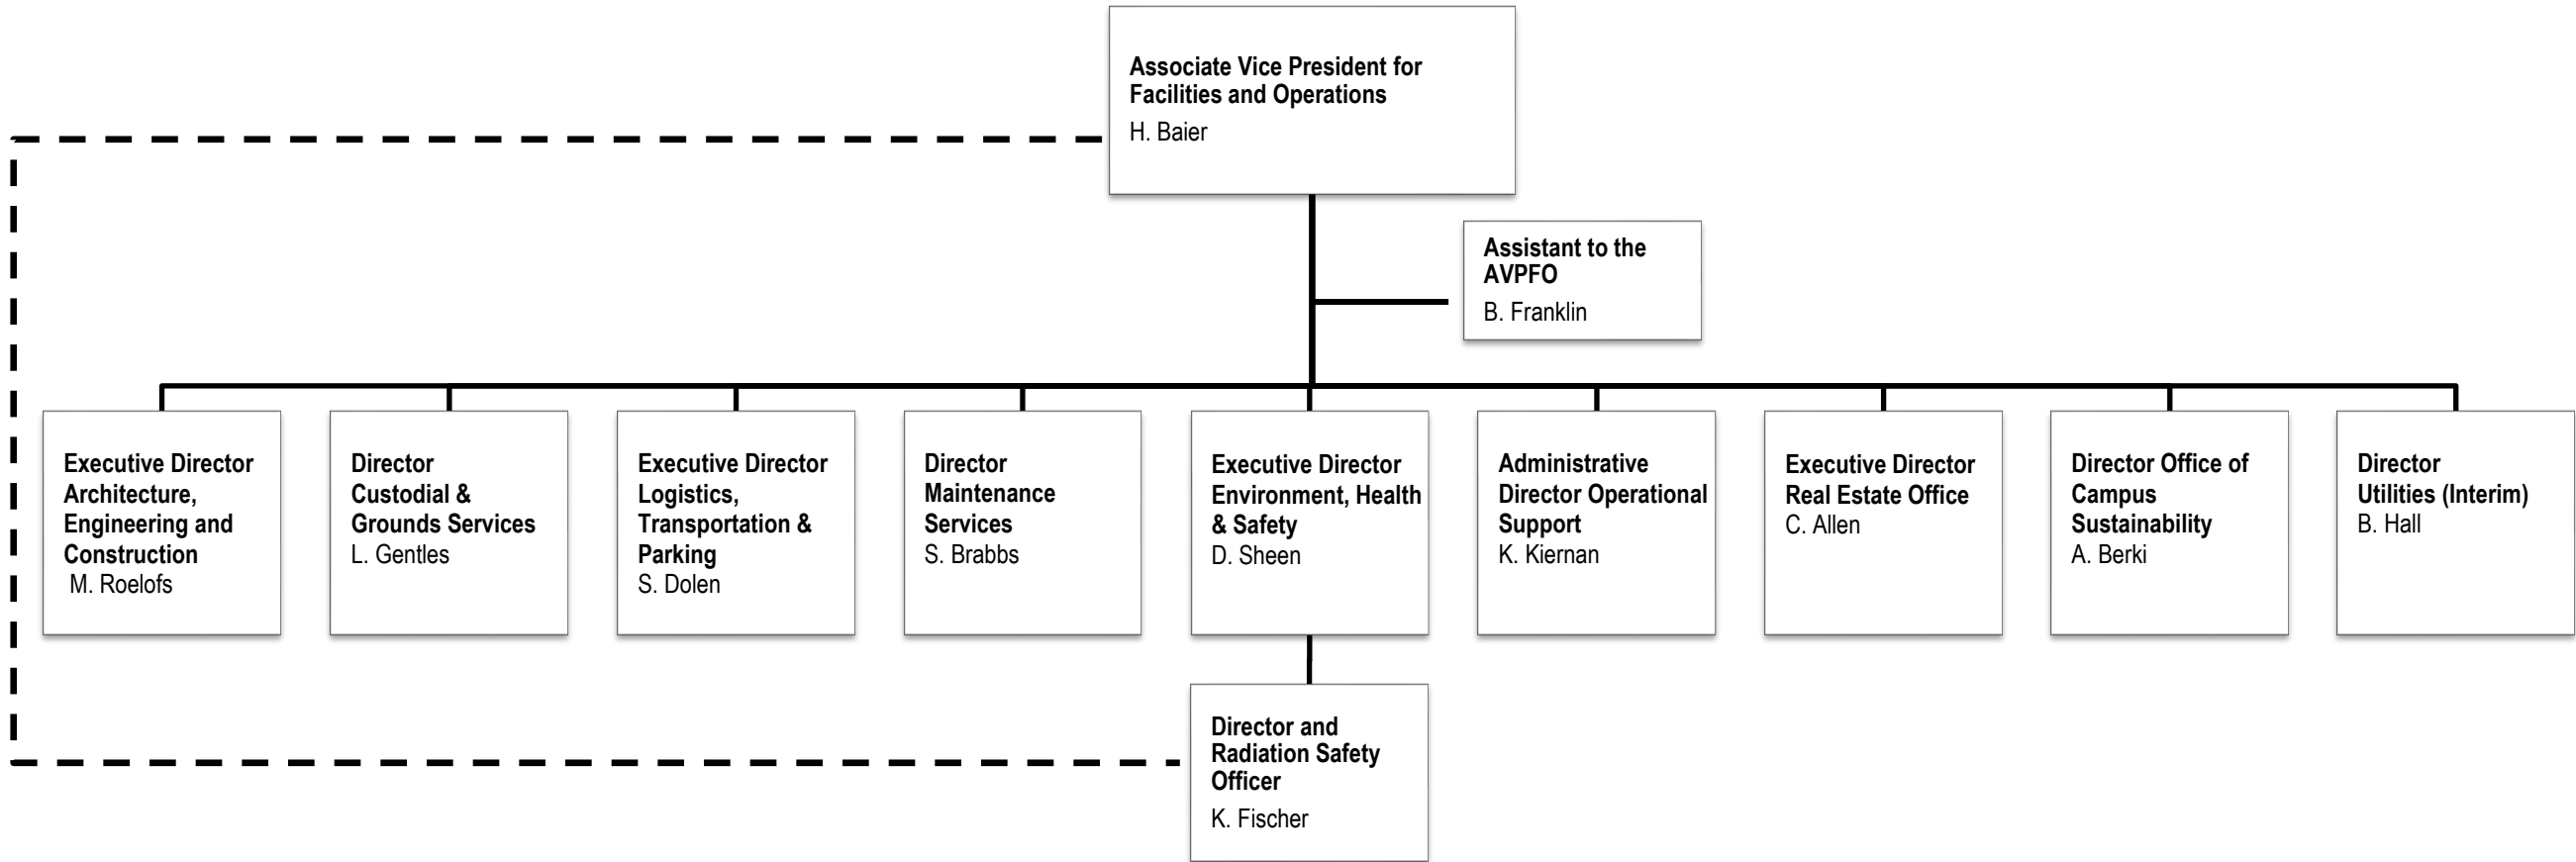 Associate Vice President for
Facilities and Operations
H. Baier
Assistant to the
AVPFO
B. Franklin
Executive Director
Architecture,
Engineering and
Construction
M. Roelofs
Director
Custodial &
Grounds Services
L. Gentles
Executive Director
Logistics,
Transportation &
Parking
S. Dolen
Director
Maintenance
Services
S. Brabbs
Executive Director
Environment, Health
& Safety
D. Sheen
Administrative
Director Operational
Support
K. Kiernan
Executive Director
Real Estate Office
C. Allen
Director Office of
Campus
Sustainability
A. Berki
Director
Utilities (Interim)
B. Hall
Director and
Radiation Safety
Officer
K. Fischer